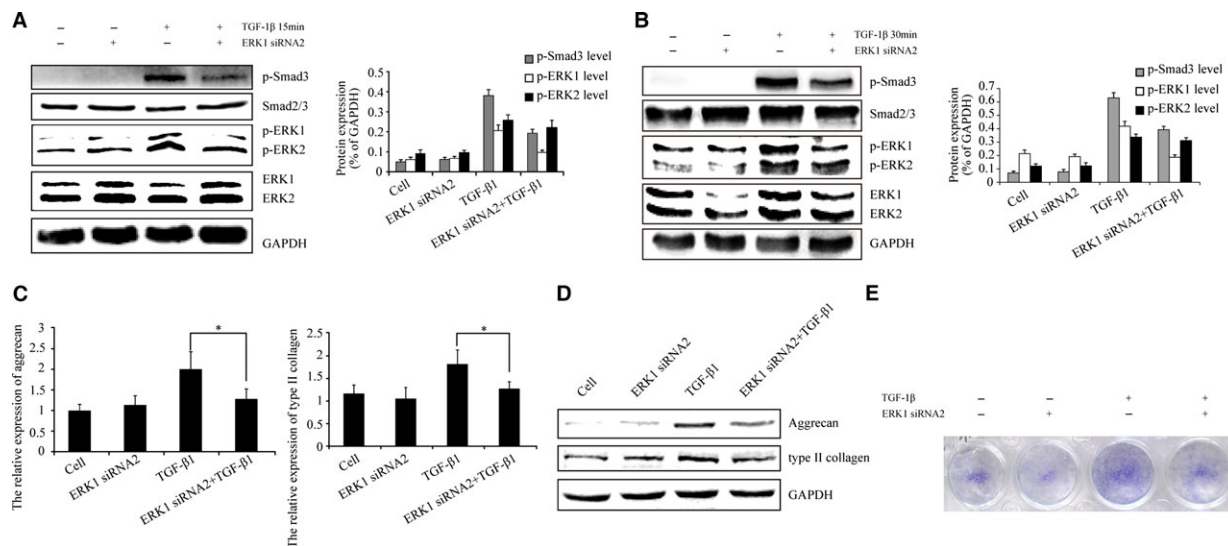 A
− − + + TGF-1β 15min
− + − + ERK1 siRNA2
p-Smad3
Smad2/3
p-ERK1
p-ERK2
ERK1
ERK2
GAPDH
p-Smad3 level
p-ERK1 level
p-ERK2 level
Protein expression
(% of GAPDH)
0.5
0.4
0.3
0.2
0.1
0
Cell
ERK1 siRNA2
TGF-β1
ERK1 siRNA2+TGF-β1
B
− − + + TGF-1β 30min
− + − + ERK1 siRNA2
p-Smad3
Smad2/3
p-ERK1
p-ERK2
ERK1
ERK2
GAPDH
p-Smad3 level
p-ERK1 level
p-ERK2 level
Protein expression
(% of GAPDH)
0.7
0.6
0.5
0.4
0.3
0.2
0.1
0
Cell
ERK1 siRNA2
TGF-β1
ERK1 siRNA2+TGF-β1
C
The relative expression of aggrecan
3
2.5
2
1.5
1
0.5
0
*
Cell
ERK1 siRNA2
TGF-β1
ERK1 siRNA2+TGF-β1
The relative expression of type II collagen
2.5
2
1.5
1
0.5
0
*
Cell
ERK1 siRNA2
TGF-β1
ERK1 siRNA2+TGF-β1
D
Cell
ERK1 siRNA2
TGF-β1
ERK1 siRNA2+TGF-β1
Aggrecan
type II collagen
GAPDH
E
TGF-β − − + +
ERK1 siRNA2 − + − +